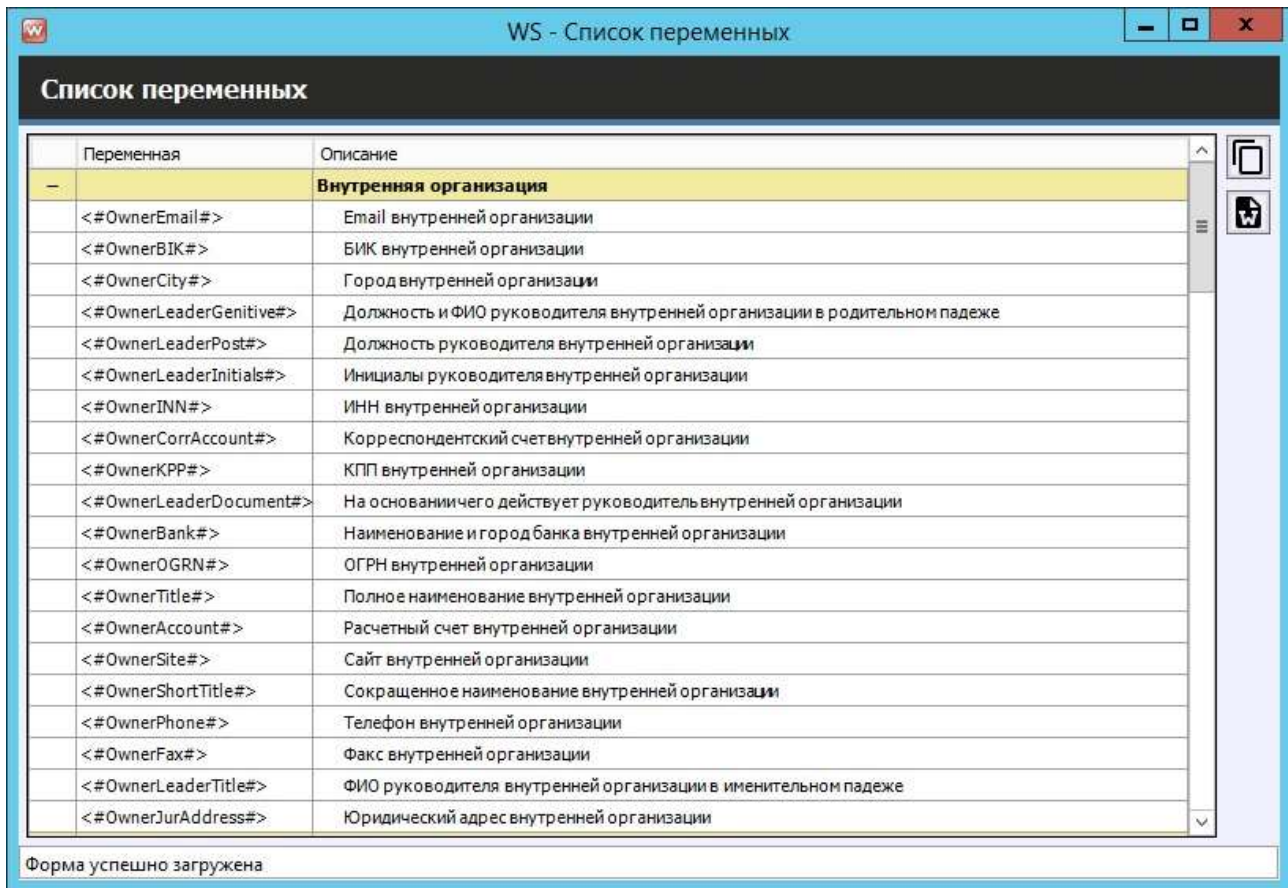 WS - Список переменных
Список переменных
Переменная Описание
Внутренняя организация
<#OwnerEmail#> Email внутренней организации
<#OwnerBIK#> БИК внутренней организации
<#OwnerCity#> Город внутренней организации
<#OwnerLeaderGenitive#> Должность и ФИО руководителя внутренней организации в родительном падеже
<#OwnerLeaderPost#> Должность руководителя внутренней организации
<#OwnerLeaderInitials#> Инициалы руководителя внутренней организации
<#OwnerINN#> ИНН внутренней организации
<#OwnerCorrAccount#> Корреспондентский счет внутренней организации
<#OwnerKPP#> КПП внутренней организации
<#OwnerLeaderDocument#> На основании чего действует руководитель внутренней организации
<#OwnerBank#> Наименование и город банка внутренней организации
<#OwnerOGRN#> ОГРН внутренней организации
<#OwnerTitle#> Полное наименование внутренней организации
<#OwnerAccount#> Расчетный счет внутренней организации
<#OwnerSite#> Сайт внутренней организации
<#OwnerShortTitle#> Сокращенное наименование внутренней организации
<#OwnerPhone#> Телефон внутренней организации
<#OwnerFax#> Факс внутренней организации
<#OwnerLeaderTitle#> ФИО руководителя внутренней организации в именительном падеже
<#OwnerJurAddress#> Юридический адрес внутренней организации
Форма успешно загружена